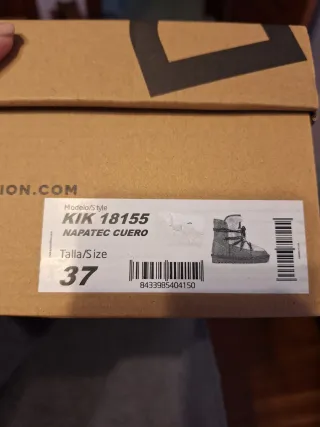 ION.COM
Modelo/Style
KIK 18155
NAPATEC CUERO
Talla/Size
37
8433985404150